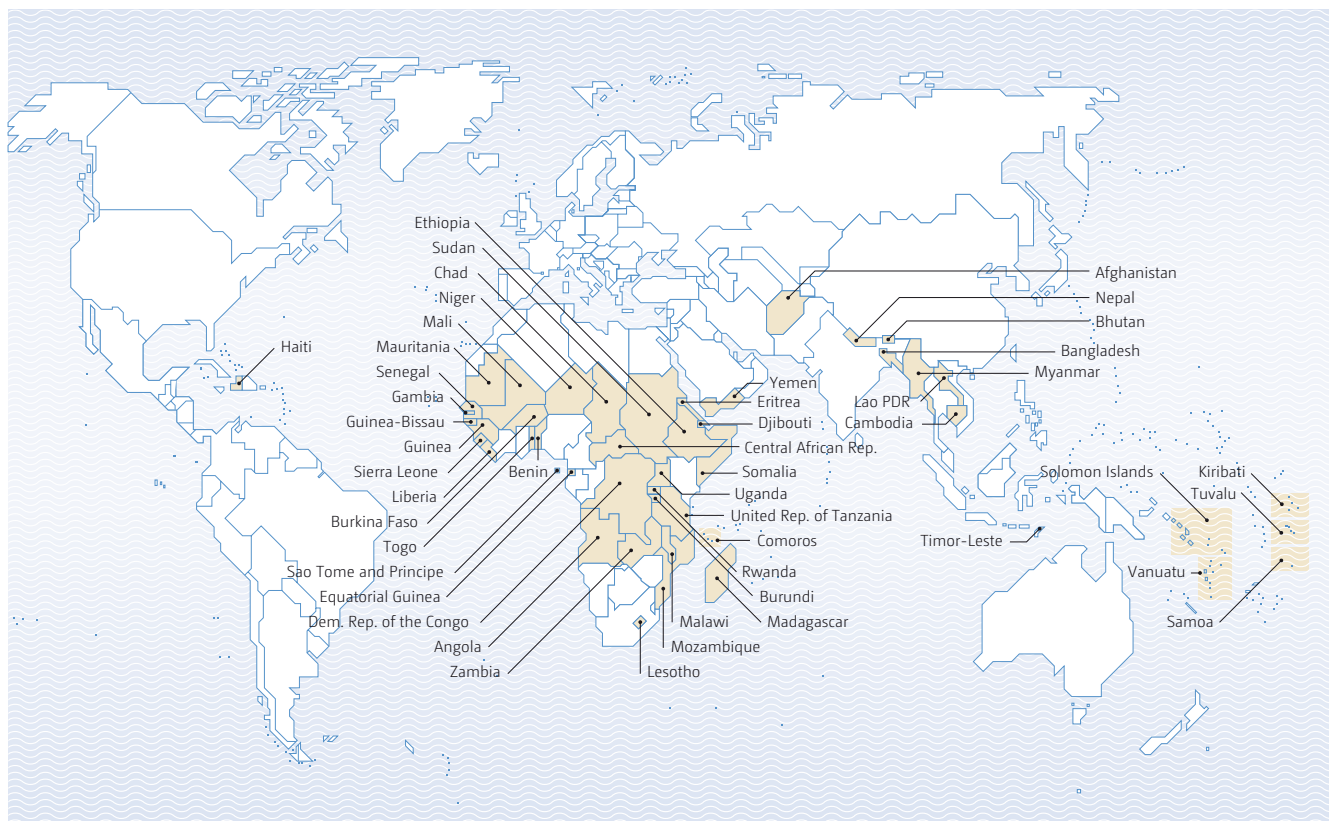 Ethiopia
Sudan
Chad
Niger
Mali
Mauritania
Senegal
Gambia
Guinea-Bissau
Guinea
Sierra Leone
Liberia
Burkina Faso
Togo
Sao Tome and Principe
Equatorial Guinea
Dem. Rep. of the Congo
Angola
Zambia
Haiti
Benin
Yemen
Eritrea
Djibouti
Central African Rep.
Somalia
Uganda
United Rep. of Tanzania
Comoros
Rwanda
Burundi
Madagascar
Malawi
Mozambique
Lesotho
Afghanistan
Nepal
Bhutan
Bangladesh
Myanmar
Lao PDR
Cambodia
Timor-Leste
Solomon Islands
Kiribati
Tuvalu
Vanuatu
Samoa